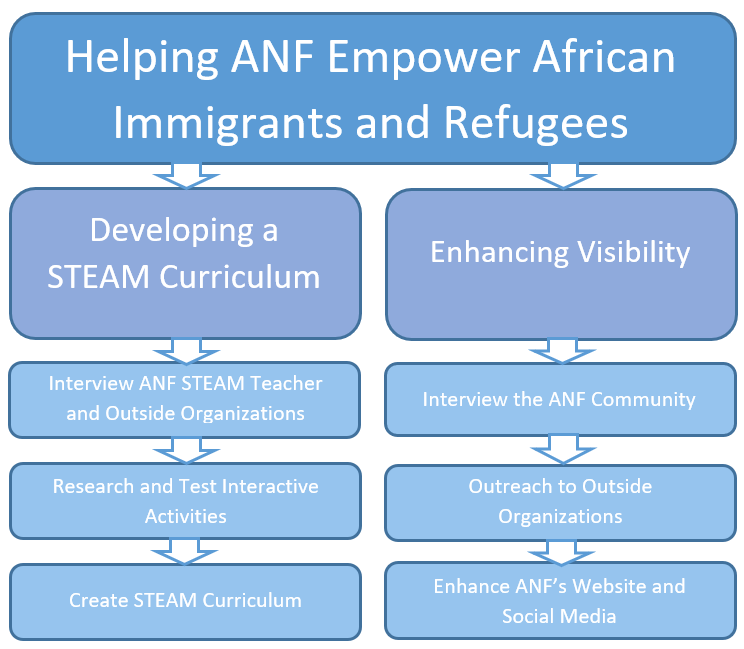 Helping ANF Empower African
Immigrants and Refugees
Developing a
STEAM Curriculum
Interview ANF STEAM Teacher
and Outside Organizations
Research and Test Interactive
Activities
Create STEAM Curriculum
Enhancing Visibility
Interview the ANF Community
Outreach to Outside
Organizations
Enhance ANF's Website and
Social Media